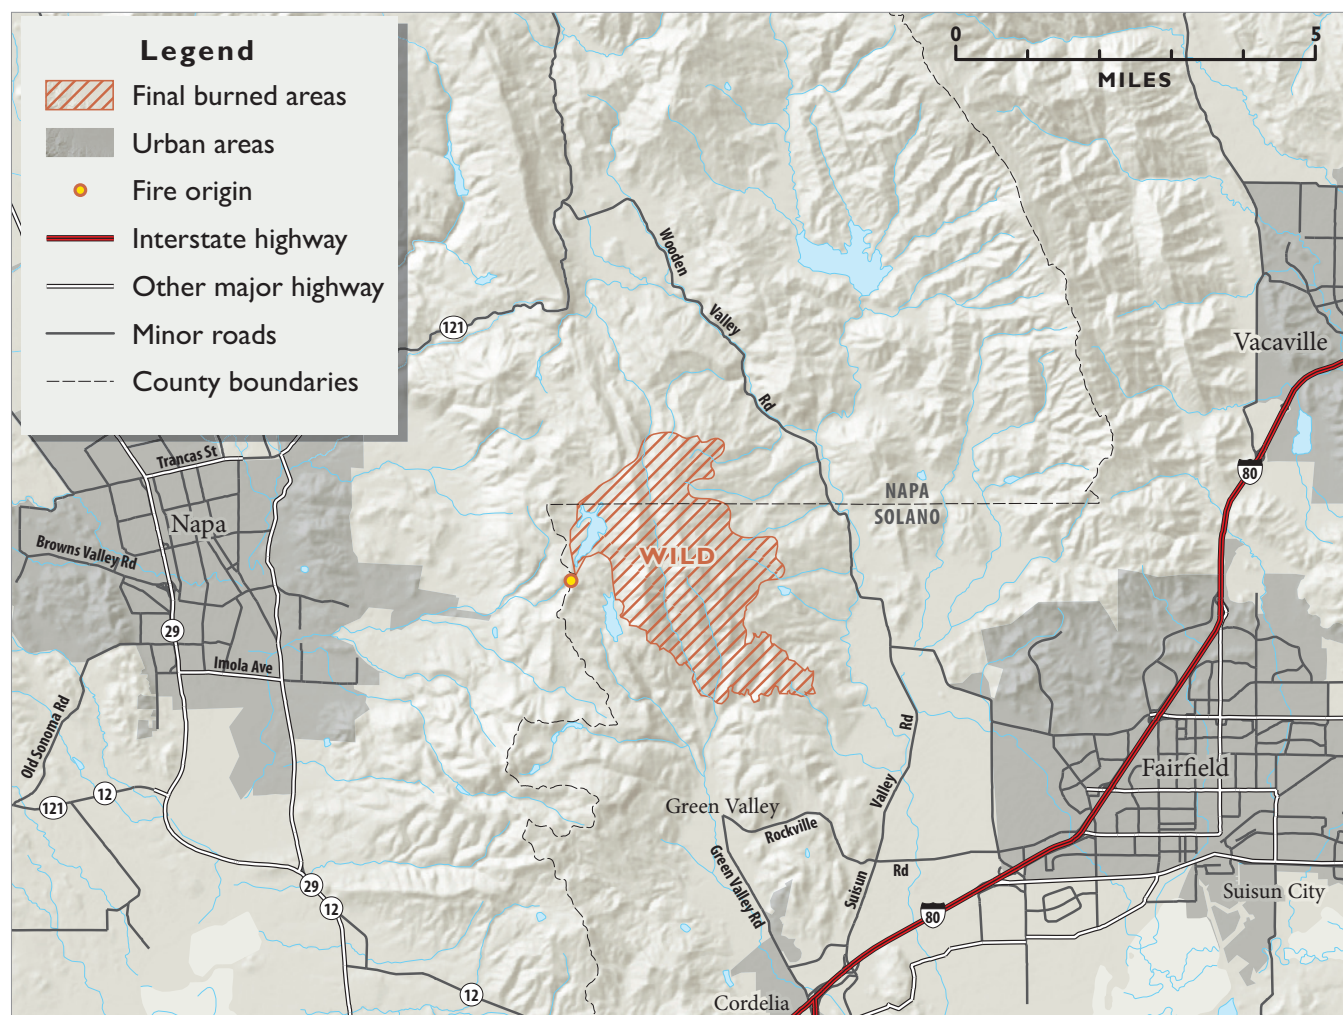 Legend
Final burned areas
Urban areas
Fire origin
Interstate highway
Other major highway
Minor roads
County boundaries
0 5
MILES
Wooden
Valley
Rd
121
Vacaville
80
Trancas St
Napa
Browns Valley Rd
NAPA
SOLANO
WILD
29
Imola Ave
Old Sonoma Rd
Rd
Valley
Suisun
Fairfield
121
12
Green Valley
Rockville
Rd
Green Valley Rd
29
12
Suisun City
80
12
Cordelia